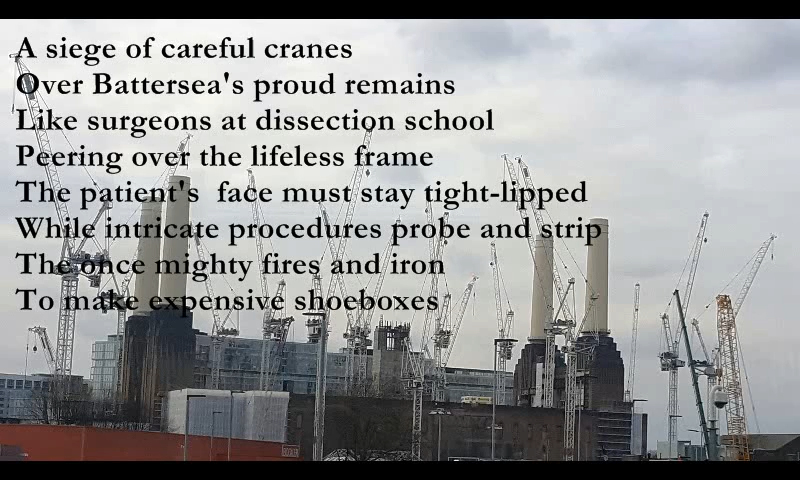 A siege of careful cranes
Over Battersea's proud remains
Like surgeons at dissection school
Peering over the lifeless frame
The patient's  face must stay tight-lipped
While intricate procedures probe and strip
The once mighty fires and iron
To make expensive shoeboxes